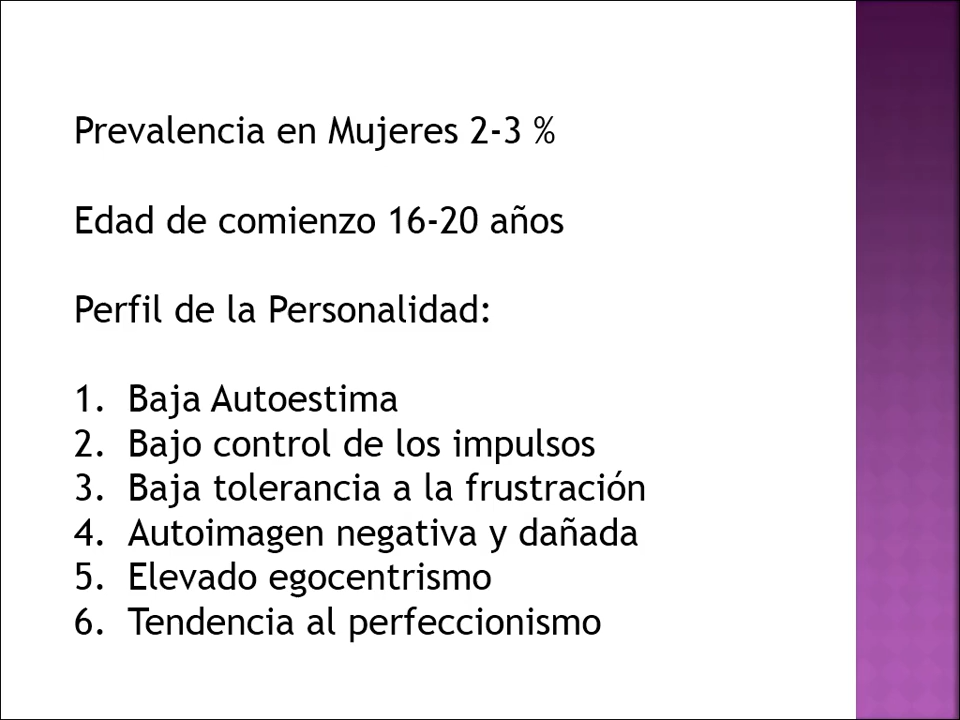 Prevalencia en Mujeres 2-3 %
Edad de comienzo 16-20 años
Perfil de la Personalidad:
1. Baja Autoestima
2. Bajo control de los impulsos
3. Baja tolerancia a la frustración
4. Autoimagen negativa y dañada
5. Elevado egocentrismo
6. Tendencia al perfeccionismo